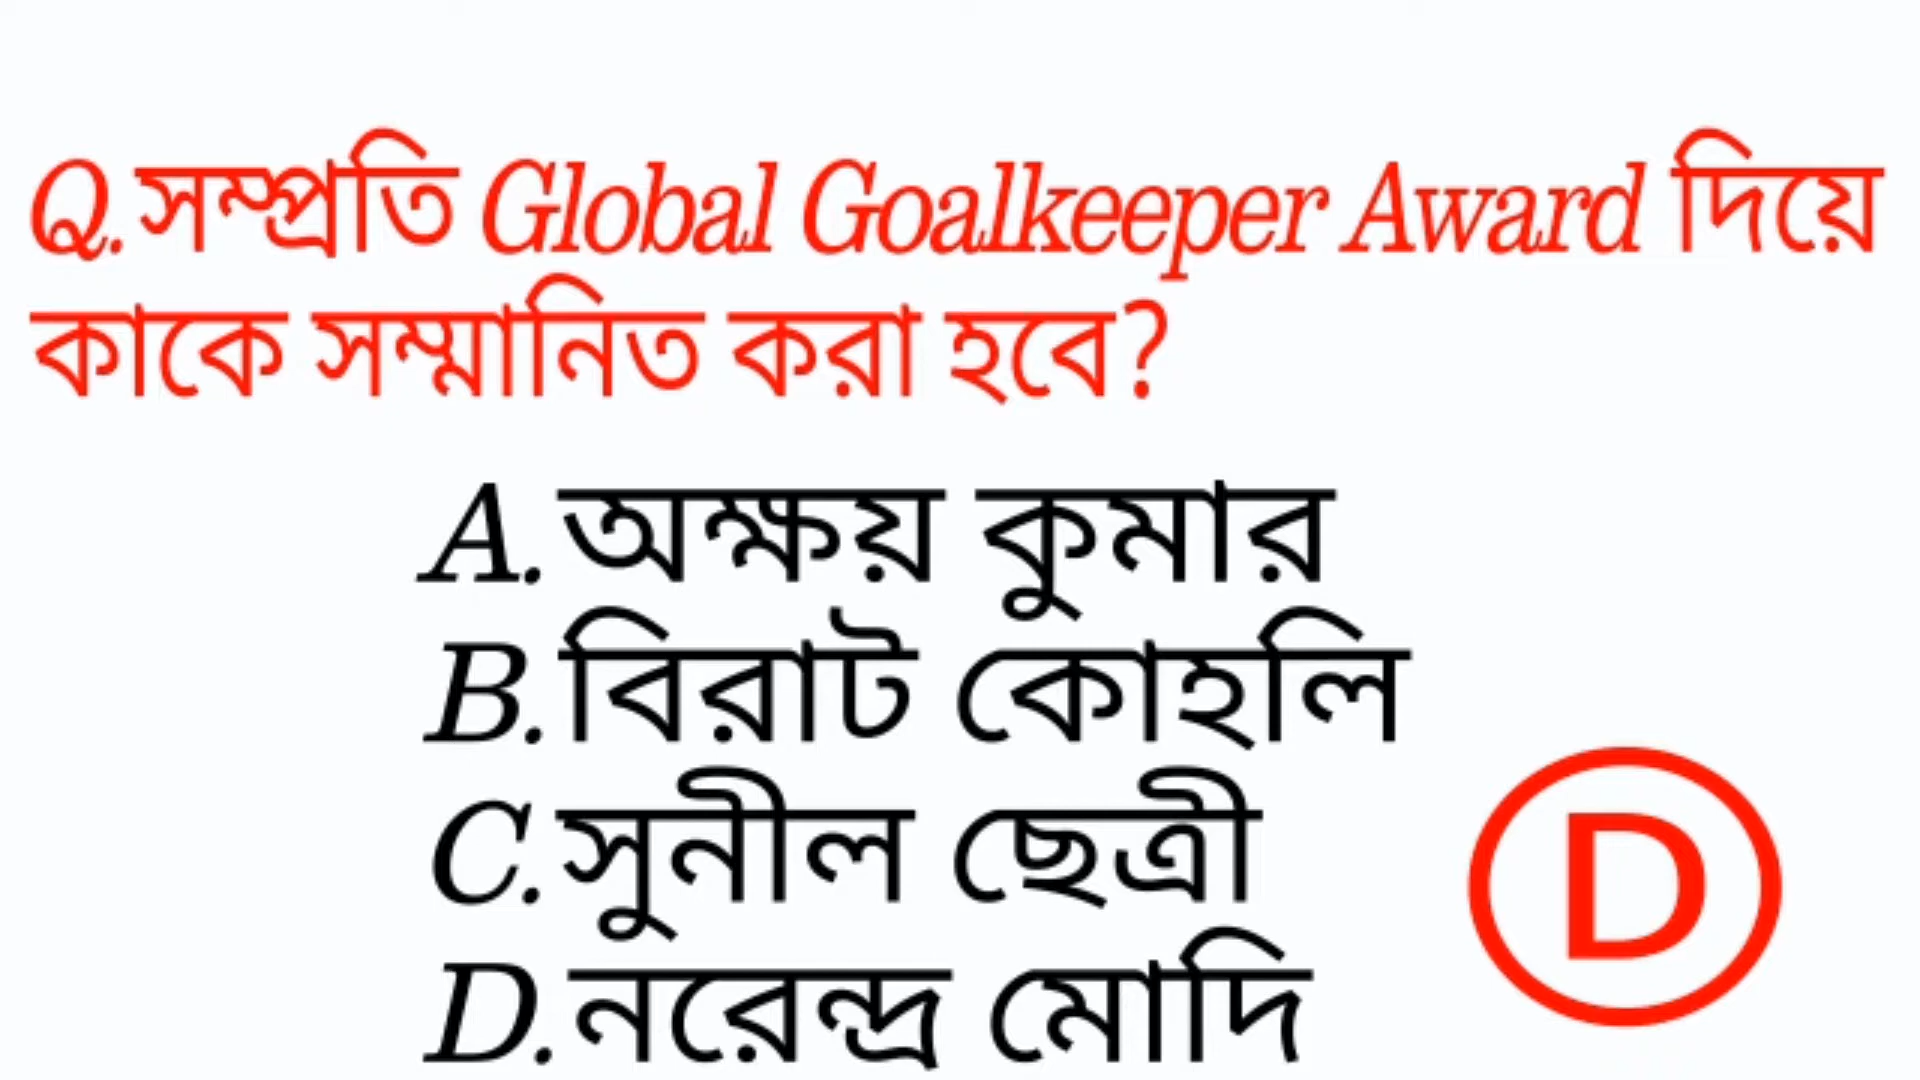 Q.সম্প্রতি Global Goalkeeper Award দিয়ে
কাকে সম্মানিত করা হবে?
A.অক্ষয় কুমার
B.বিরাট কোহলি
C.সুনীল ছেত্রী
D.নরেন্দ্র মোদি
D